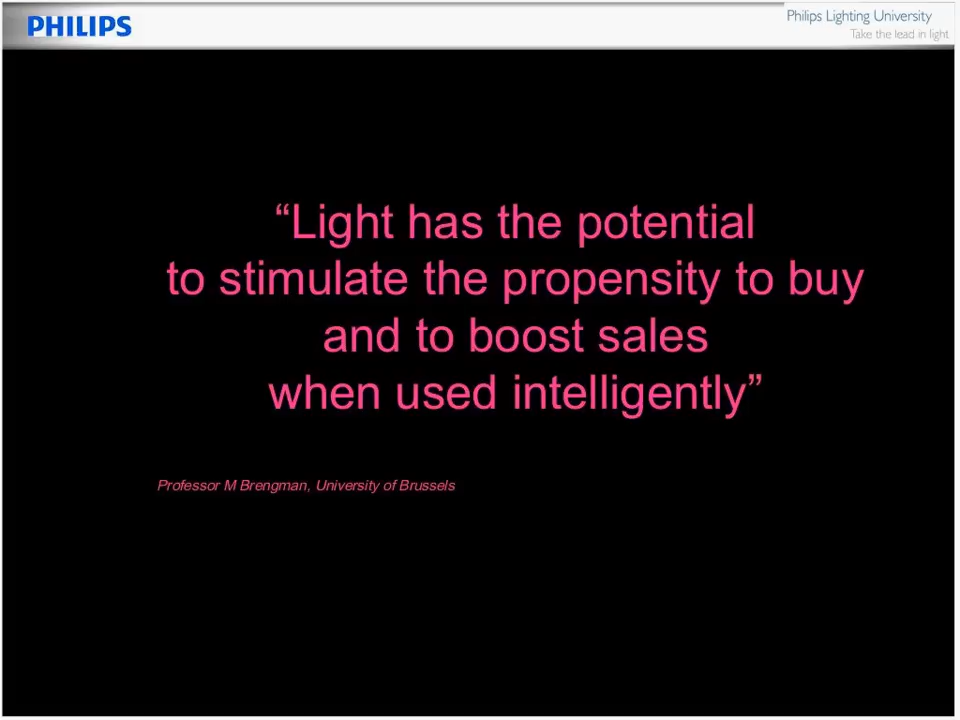 PHILIPS
Philips Lighting University
Take the lead in light
“Light has the potential
to stimulate the propensity to buy
and to boost sales
when used intelligently”
Professor M Brengman, University of Brussels